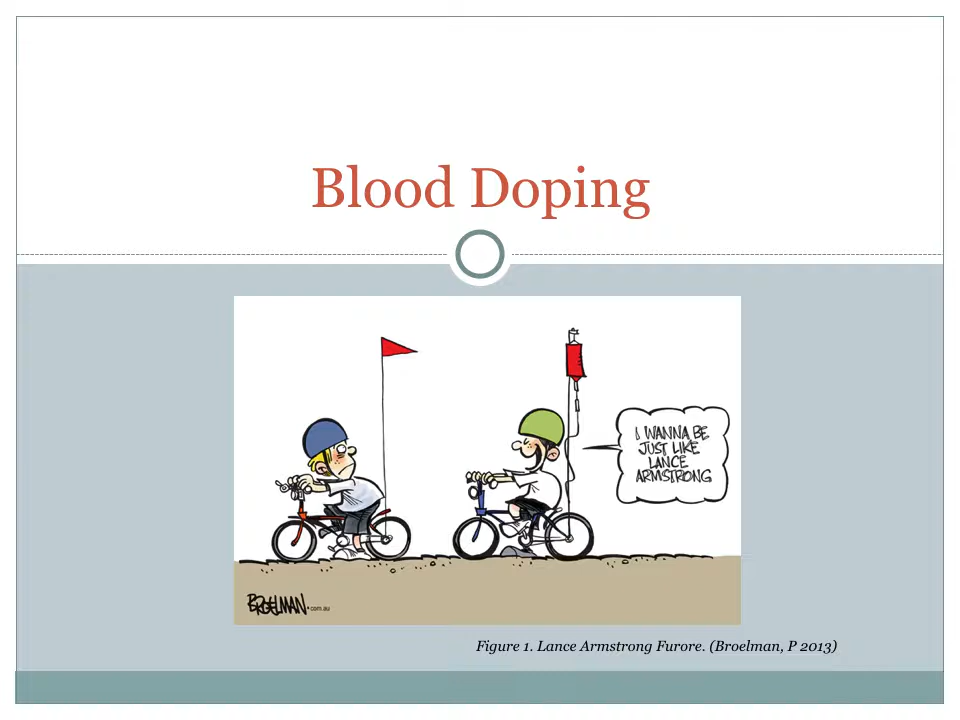 Blood Doping
I WANNA BE
JUST LIKE
LANCE
ARMSTRONG
BROELMAN.com.au
Figure 1. Lance Armstrong Furore. (Broelman, P 2013)